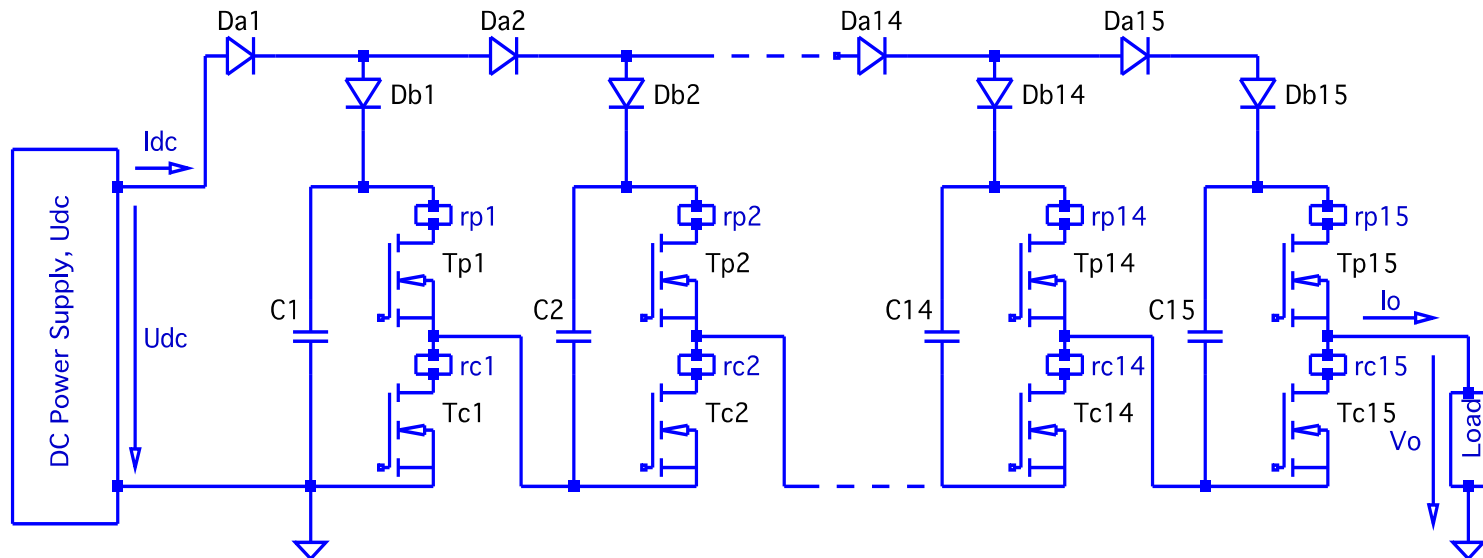 Da1
Da2
Da14
Da15
Db1
Db2
Db14
Db15
Idc
DC Power Supply, Udc
Udc
rp1
rp2
rp14
rp15
Tp1
Tp2
Tp14
Tp15
C1
C2
C14
C15
Io
rc1
rc2
rc14
rc15
Tc1
Tc2
Tc14
Tc15
Vo
Load